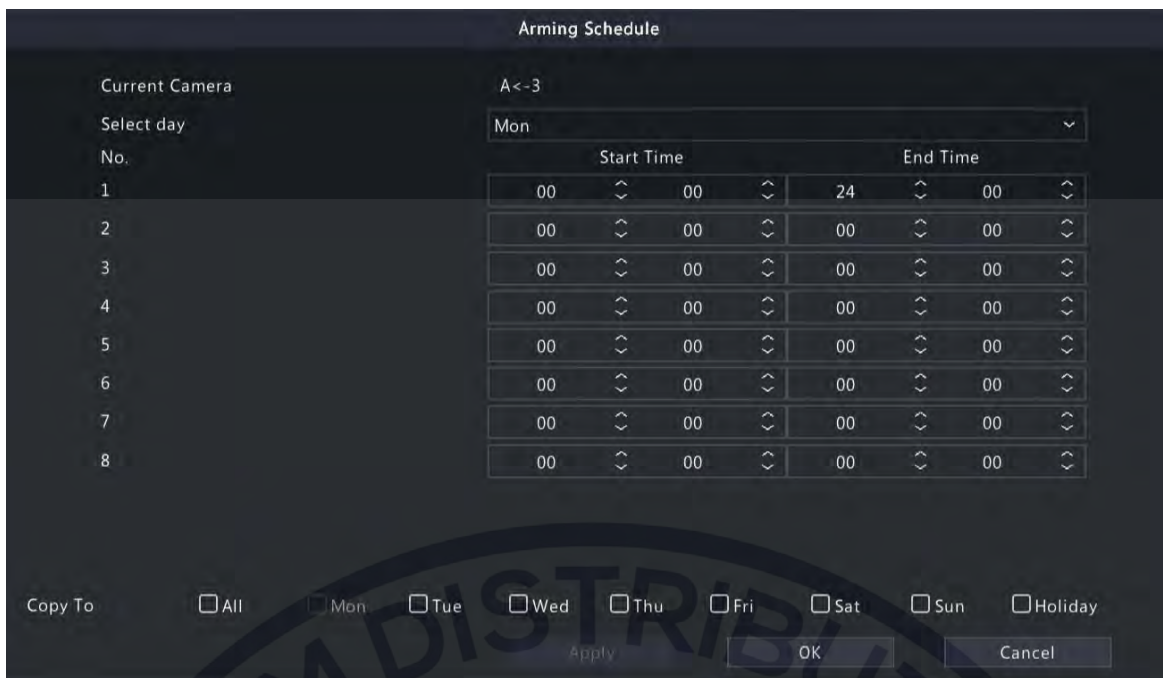 Arming Schedule
Current Camera A<-3
Select day Mon
No. Start Time End Time
1 00 00 24 00
2 00 00 00 00
3 00 00 00 00
4 00 00 00 00
5 00 00 00 00
6 00 00 00 00
7 00 00 00 00
8 00 00 00 00
Copy To All Mon Tue Wed Thu Fri Sat Sun Holiday
Apply OK Cancel